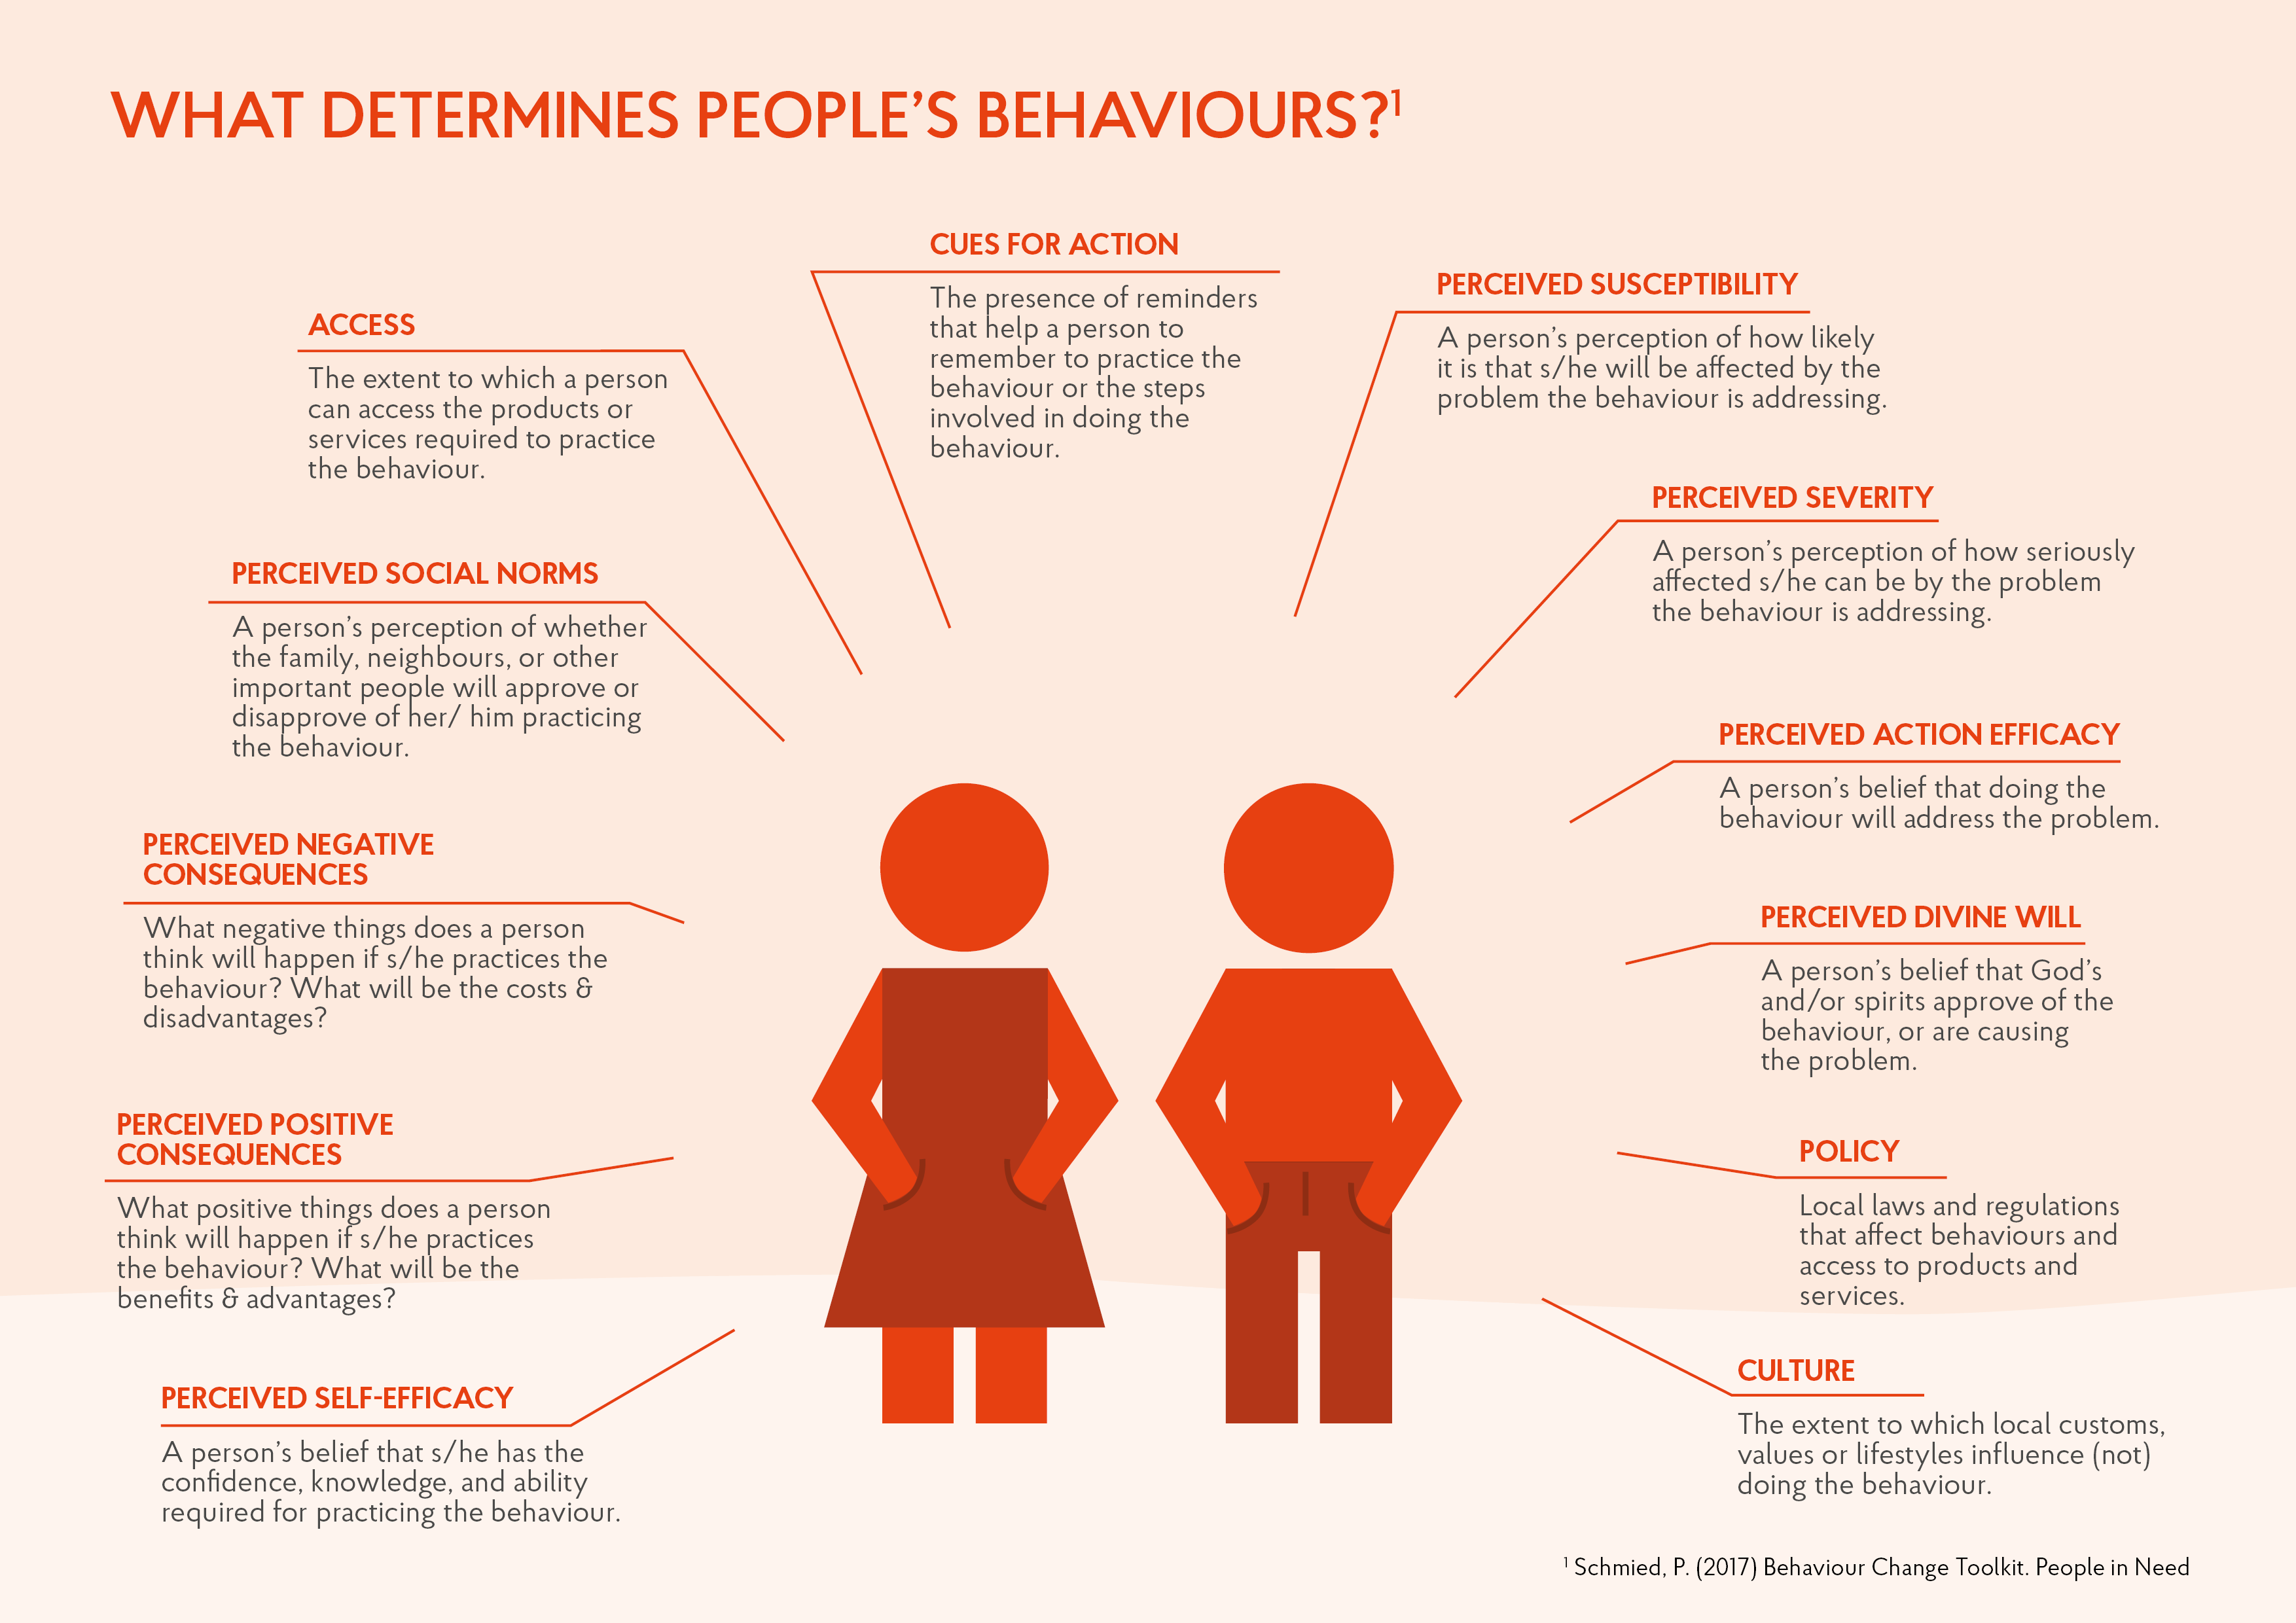 WHAT DETERMINES PEOPLE'S BEHAVIOURS?¹
CUES FOR ACTION
The presence of reminders
that help a person to
remember to practice the
behaviour or the steps
involved in doing the
behaviour.
PERCEIVED SUSCEPTIBILITY
A person's perception of how likely
it is that s/he will be affected by the
problem the behaviour is addressing.
ACCESS
The extent to which a person
can access the products or
services required to practice
the behaviour.
PERCEIVED SEVERITY
A person's perception of how seriously
affected s/he can be by the problem
the behaviour is addressing.
PERCEIVED SOCIAL NORMS
A person's perception of whether
the family, neighbours, or other
important people will approve or
disapprove of her/ him practicing
the behaviour.
PERCEIVED ACTION EFFICACY
A person's belief that doing the
behaviour will address the problem.
PERCEIVED NEGATIVE
CONSEQUENCES
What negative things does a person
think will happen if s/he practices the
behaviour? What will be the costs &
disadvantages?
PERCEIVED DIVINE WILL
A person's belief that God's
and/or spirits approve of the
behaviour, or are causing
the problem.
PERCEIVED POSITIVE
CONSEQUENCES
What positive things does a person
think will happen if s/he practices
the behaviour? What will be the
benefits & advantages?
POLICY
Local laws and regulations
that affect behaviours and
access to products and
services.
PERCEIVED SELF-EFFICACY
A person's belief that s/he has the
confidence, knowledge, and ability
required for practicing the behaviour.
CULTURE
The extent to which local customs,
values or lifestyles influence (not)
doing the behaviour.
¹ Schmied, P. (2017) Behaviour Change Toolkit. People in Need